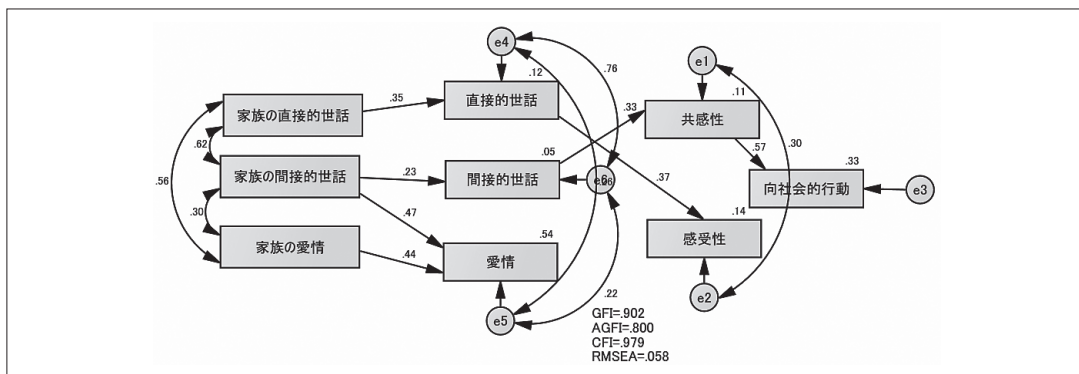 e4
.76
e1
.12
.11
直接的世話
.35
家族の直接的世話
.33
共感性
.62
.57
.30
.05
.33
.56
家族の間接的世話
.23
間接的世話
e6
.37
向社会的行動
e3
.30
.47
.14
.54
感受性
家族の愛情
.44
愛情
.22
e2
e5
GFI=.902
AGFI=.800
CFI=.979
RMSEA=.058